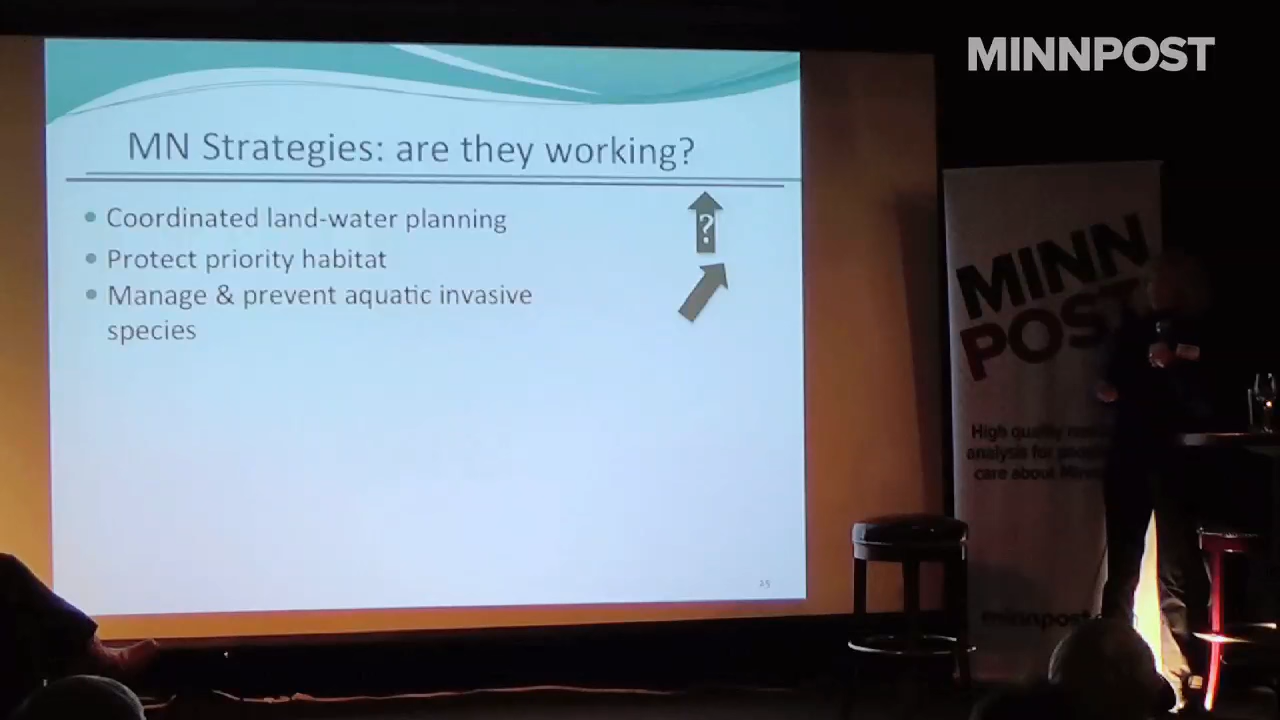 MINNPOST
MN Strategies: are they working?
• Coordinated land-water planning
?
• Protect priority habitat
• Manage & prevent aquatic invasive
species
25
MINN
POST
High quality
analysis for
care about
minnpost